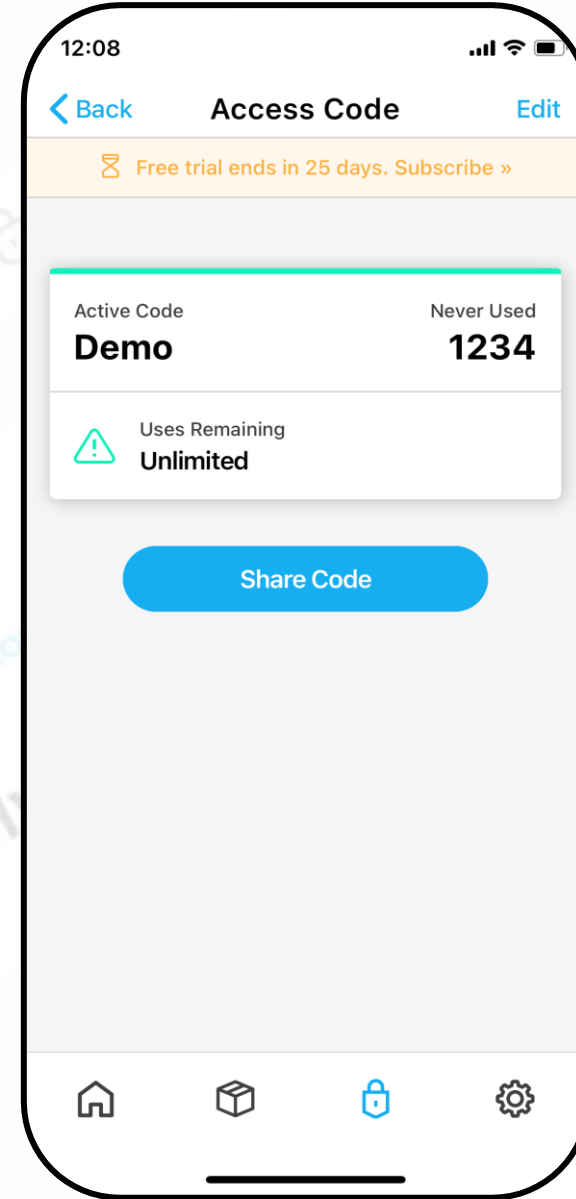 12:08
Back Access Code Edit
Free trial ends in 25 days. Subscribe »
Active Code Never Used
Demo 1234
Uses Remaining
Unlimited
Share Code